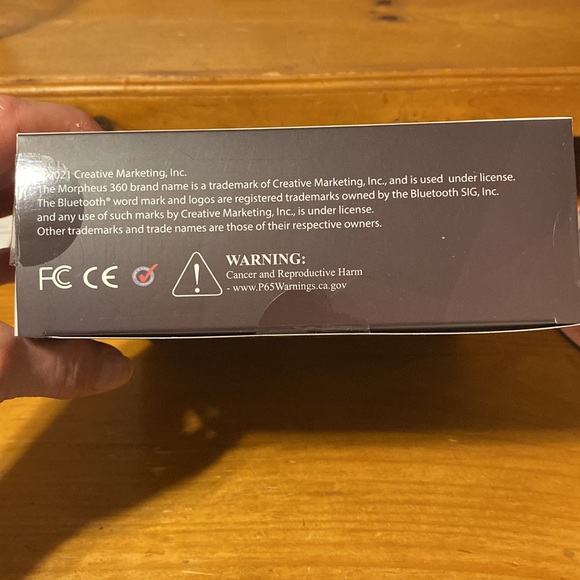 2021 Creative Marketing, Inc.
The Morpheus 360 brand name is a trademark of Creative Marketing, Inc., and is used under license.
The Bluetooth® word mark and logos are registered trademarks owned by the Bluetooth SIG, Inc.
and any use of such marks by Creative Marketing, Inc., is under license.
Other trademarks and trade names are those of their respective owners.
FC CE
WARNING:
Cancer and Reproductive Harm
- www.P65Warnings.ca.gov